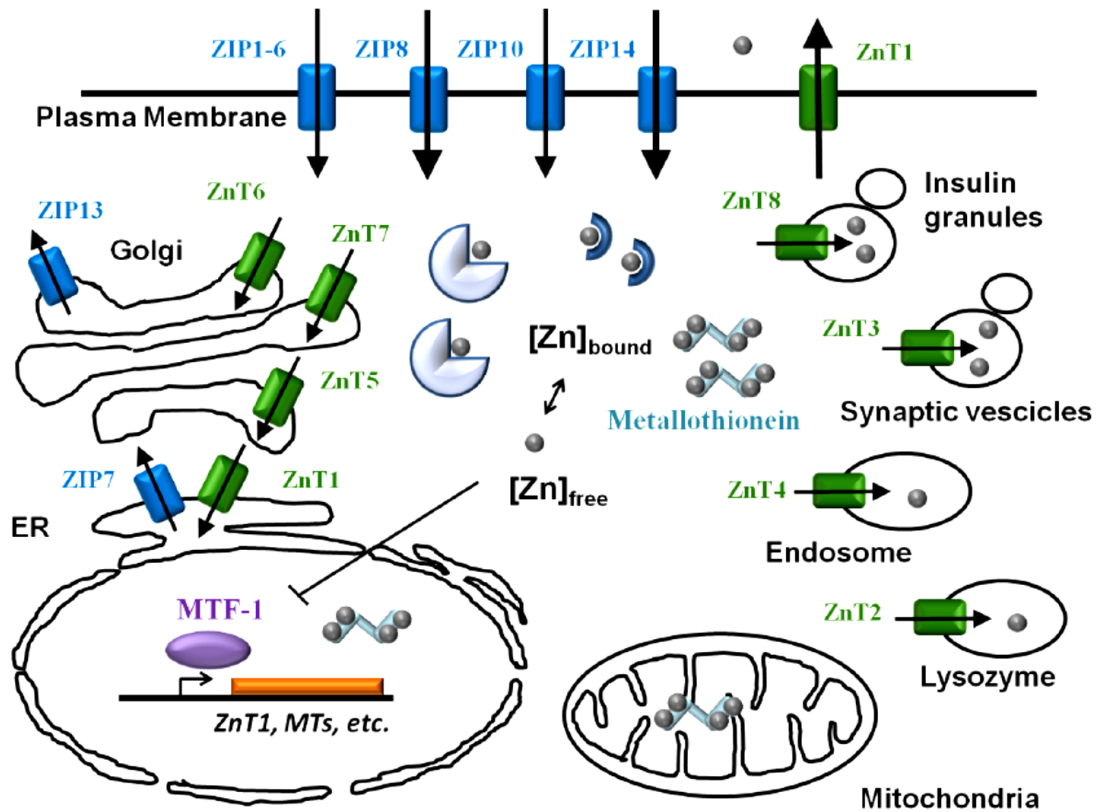 ZIP1-6
ZIP8
ZIP10
ZIP14
ZnT1
Plasma Membrane
ZIP13
ZnT6
Golgi
ZnT7
ZnT8
Insulin
granules
[Zn]bound
ZnT3
ZnT5
Metallothionein
Synaptic vescicles
ZIP7
ZnT1
[Zn]free
ZnT4
ER
Endosome
MTF-1
ZnT2
Lysozyme
ZnT1, MTs, etc.
Mitochondria